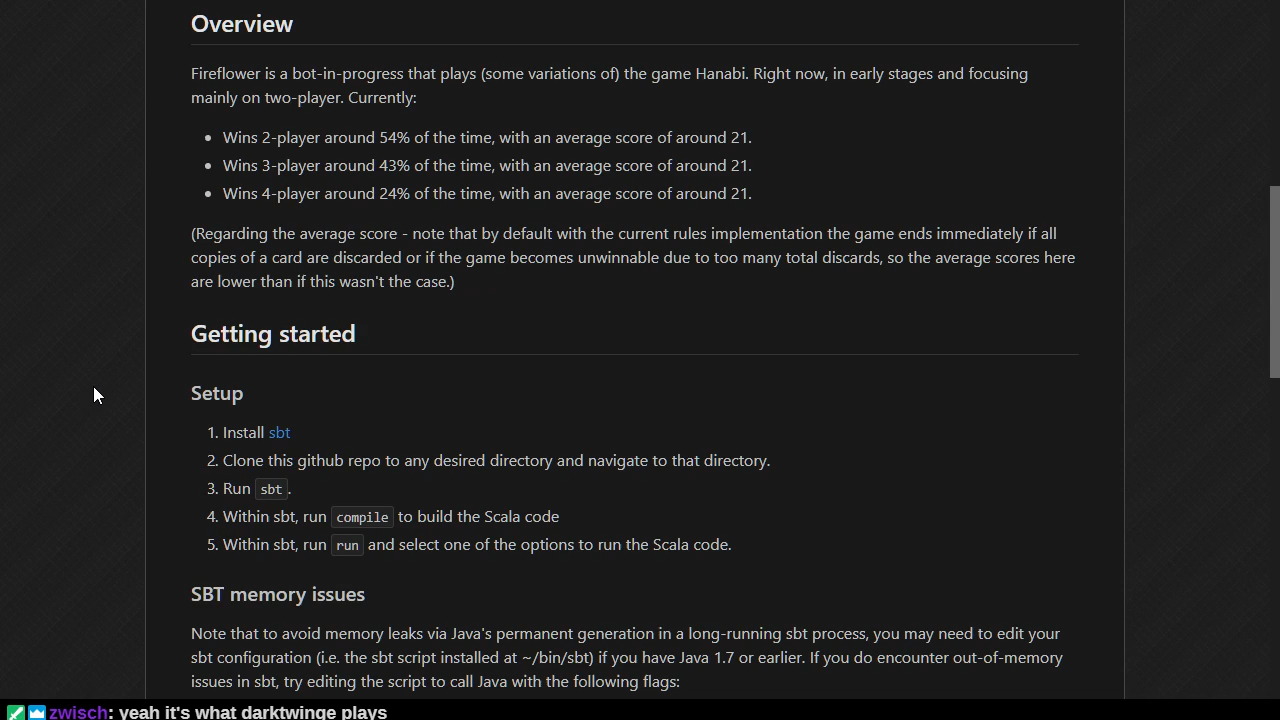 Overview
Fireflower is a bot-in-progress that plays (some variations of) the game Hanabi. Right now, in early stages and focusing
mainly on two-player. Currently:
• Wins 2-player around 54% of the time, with an average score of around 21.
• Wins 3-player around 43% of the time, with an average score of around 21.
• Wins 4-player around 24% of the time, with an average score of around 21.
(Regarding the average score - note that by default with the current rules implementation the game ends immediately if all
copies of a card are discarded or if the game becomes unwinnable due to too many total discards, so the average scores here
are lower than if this wasn't the case.)
Getting started
Setup
1. Install sbt
2. Clone this github repo to any desired directory and navigate to that directory.
3. Run sbt.
4. Within sbt, run compile to build the Scala code
5. Within sbt, run run and select one of the options to run the Scala code.
SBT memory issues
Note that to avoid memory leaks via Java's permanent generation in a long-running sbt process, you may need to edit your
sbt configuration (i.e. the sbt script installed at ~/bin/sbt) if you have Java 1.7 or earlier. If you do encounter out-of-memory
issues in sbt, try editing the script to call Java with the following flags:
zwisch: yeah it's what darktwinge plays